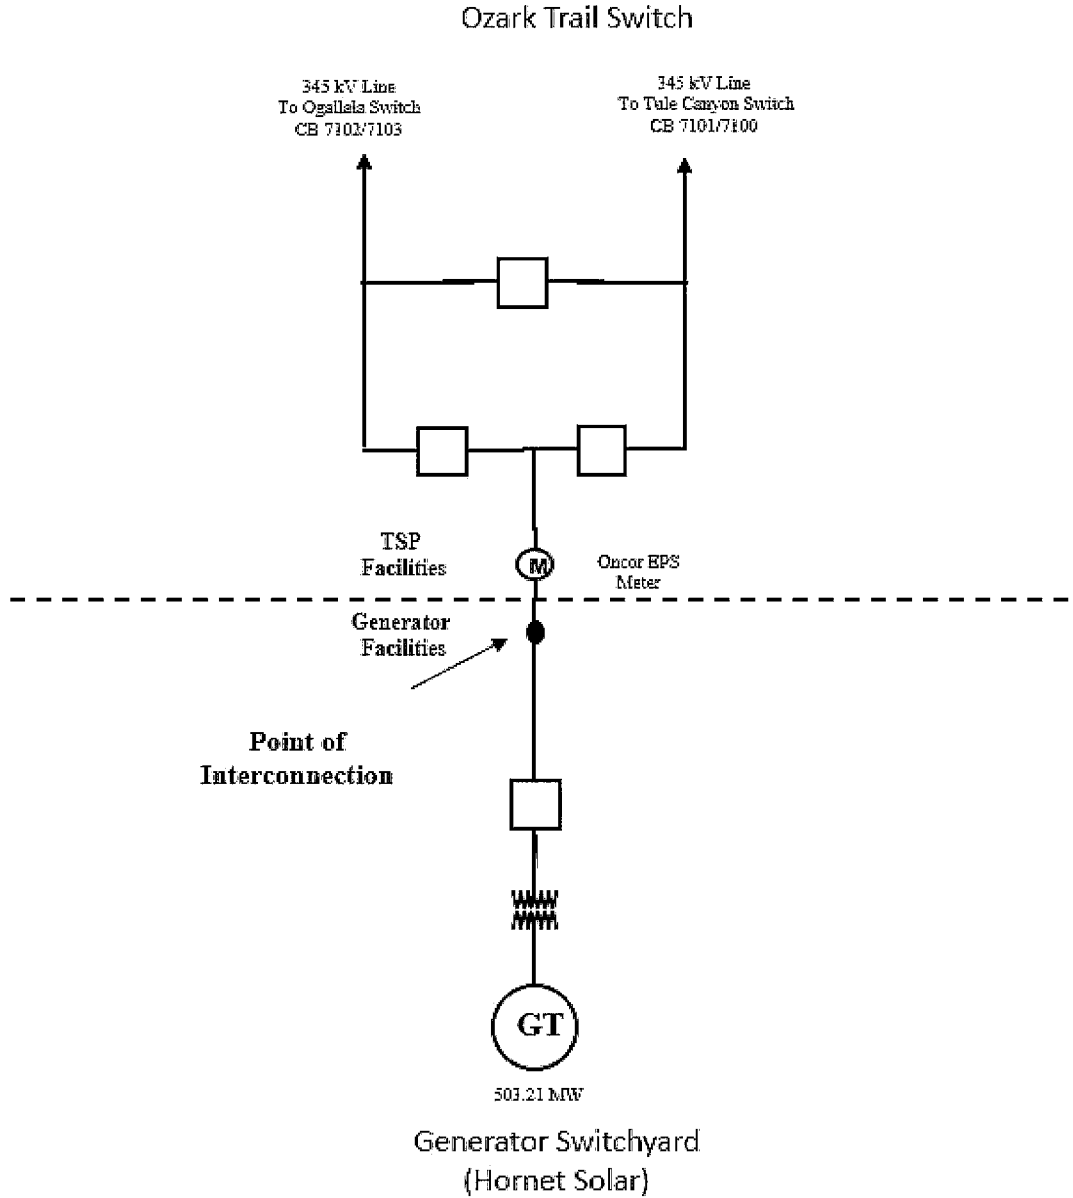 Ozark Trail Switch
345 kV Line
To Ogallala Switch
CB 7102/7103
345 kV Line
To Tule Canyon Switch
CB 7101/7100
TSP
Facilities
M
Oncor EPS
Meter
Generator
Facilities
Point of
Interconnection
GT
503.21 MW
Generator Switchyard
(Hornet Solar)